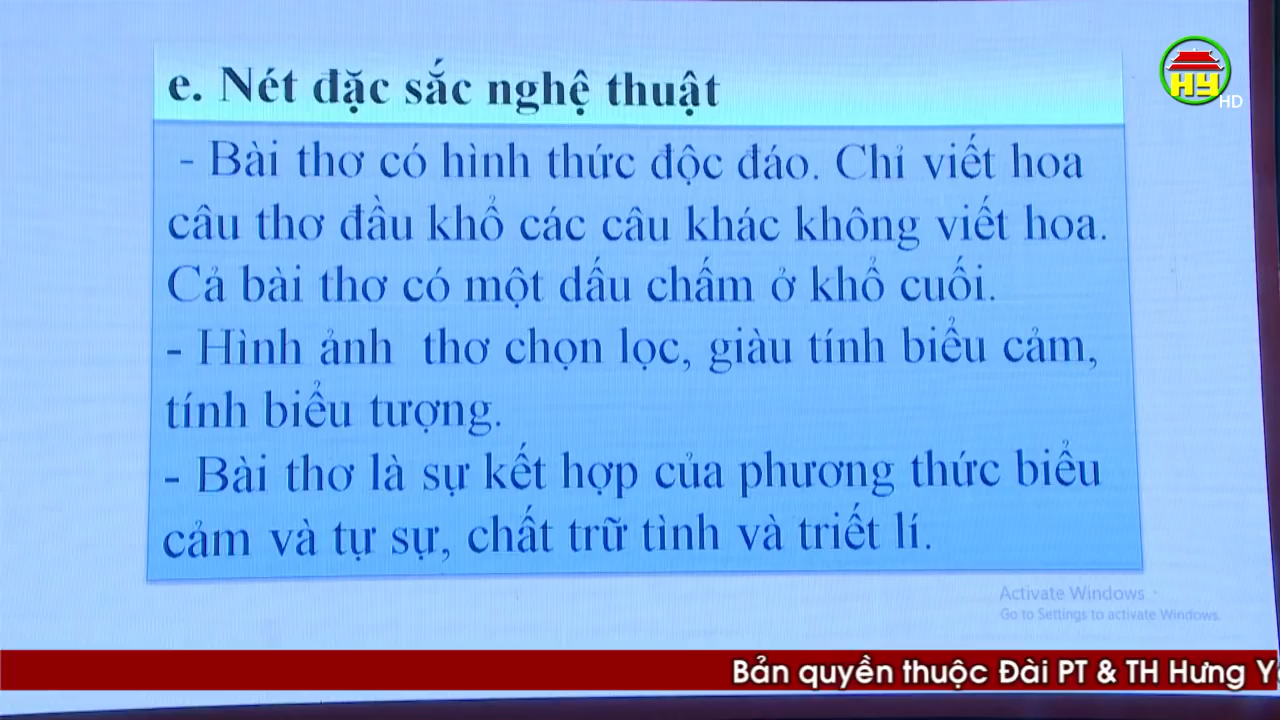 e. Nét đặc sắc nghệ thuật
- Bài thơ có hình thức độc đáo. Chỉ viết hoa
câu thơ đầu khổ các câu khác không viết hoa.
Cả bài thơ có một dấu chấm ở khổ cuối.
- Hình ảnh thơ chọn lọc, giàu tính biểu cảm,
tính biểu tượng.
- Bài thơ là sự kết hợp của phương thức biểu
cảm và tự sự, chất trữ tình và triết lí.
HY
HD
Activate Windows
Go to Settings to activate Windows.
Bản quyền thuộc Đài PT & TH Hưng